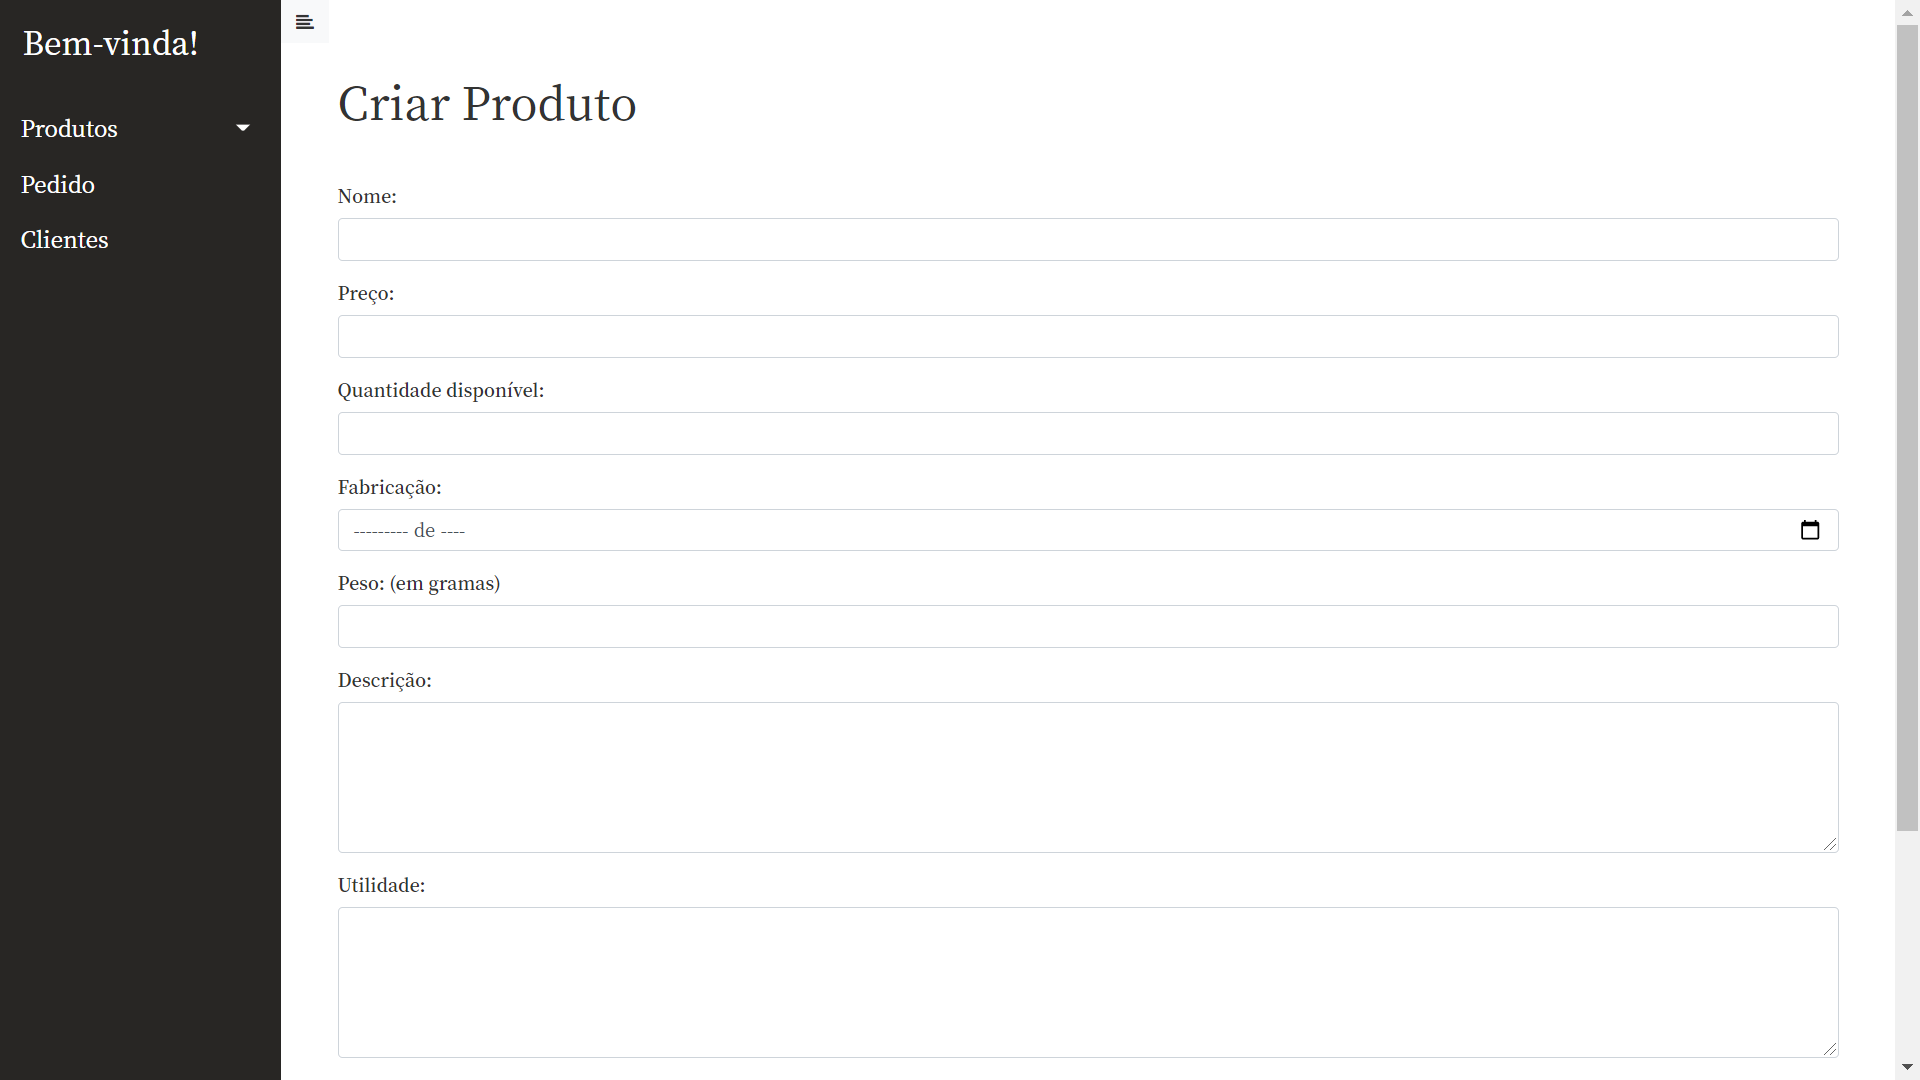 Bem-vinda!
Produtos
Pedido
Clientes
Criar Produto
Nome:
Preço:
Quantidade disponível:
Fabricação:
--------- de ----
Peso: (em gramas)
Descrição:
Utilidade: